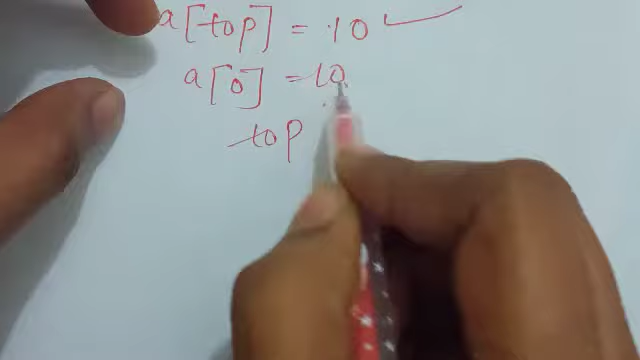 a[top] = 10
a[0] = 10
top